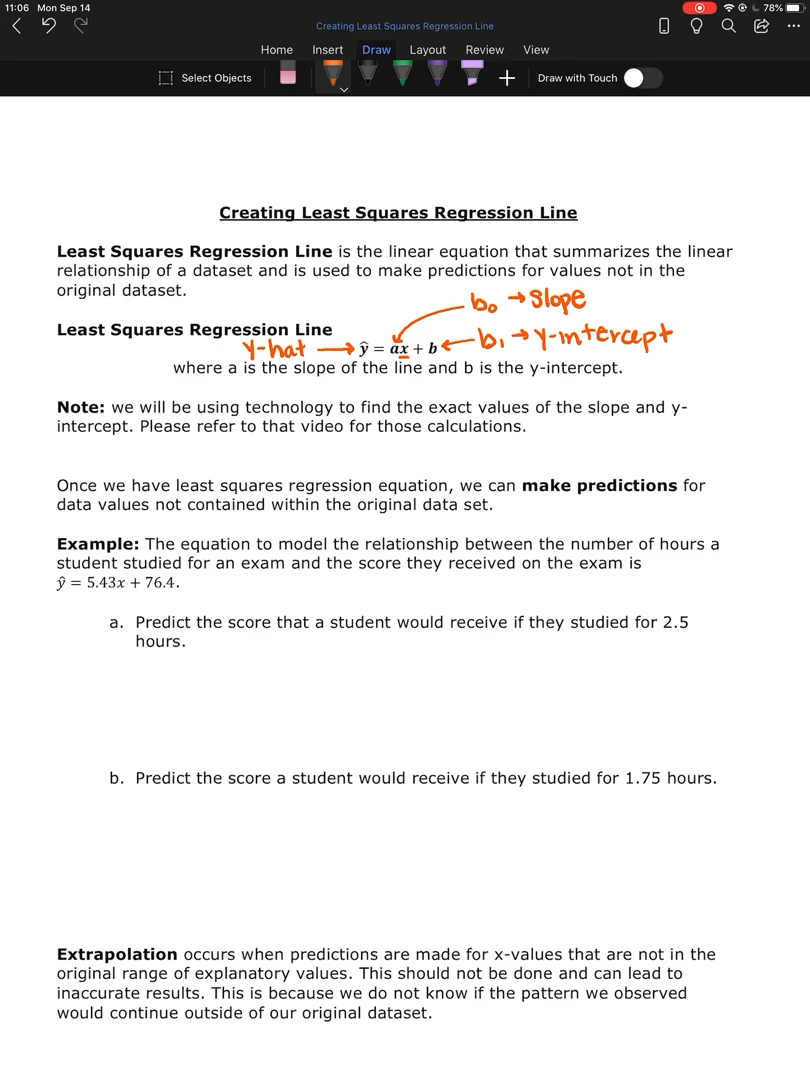 11:06 Mon Sep 14 78%
Creating Least Squares Regression Line
Home Insert Draw Layout Review View
Select Objects Draw with Touch
Creating Least Squares Regression Line
Least Squares Regression Line is the linear equation that summarizes the linear
relationship of a dataset and is used to make predictions for values not in the
original dataset.
b₀ → slope
Least Squares Regression Line
b₁ → y-intercept
y-hat → ŷ = ax + b
where a is the slope of the line and b is the y-intercept.
Note: we will be using technology to find the exact values of the slope and y-
intercept. Please refer to that video for those calculations.
Once we have least squares regression equation, we can make predictions for
data values not contained within the original data set.
Example: The equation to model the relationship between the number of hours a
student studied for an exam and the score they received on the exam is
ŷ = 5.43x + 76.4.
a. Predict the score that a student would receive if they studied for 2.5
hours.
b. Predict the score a student would receive if they studied for 1.75 hours.
Extrapolation occurs when predictions are made for x-values that are not in the
original range of explanatory values. This should not be done and can lead to
inaccurate results. This is because we do not know if the pattern we observed
would continue outside of our original dataset.